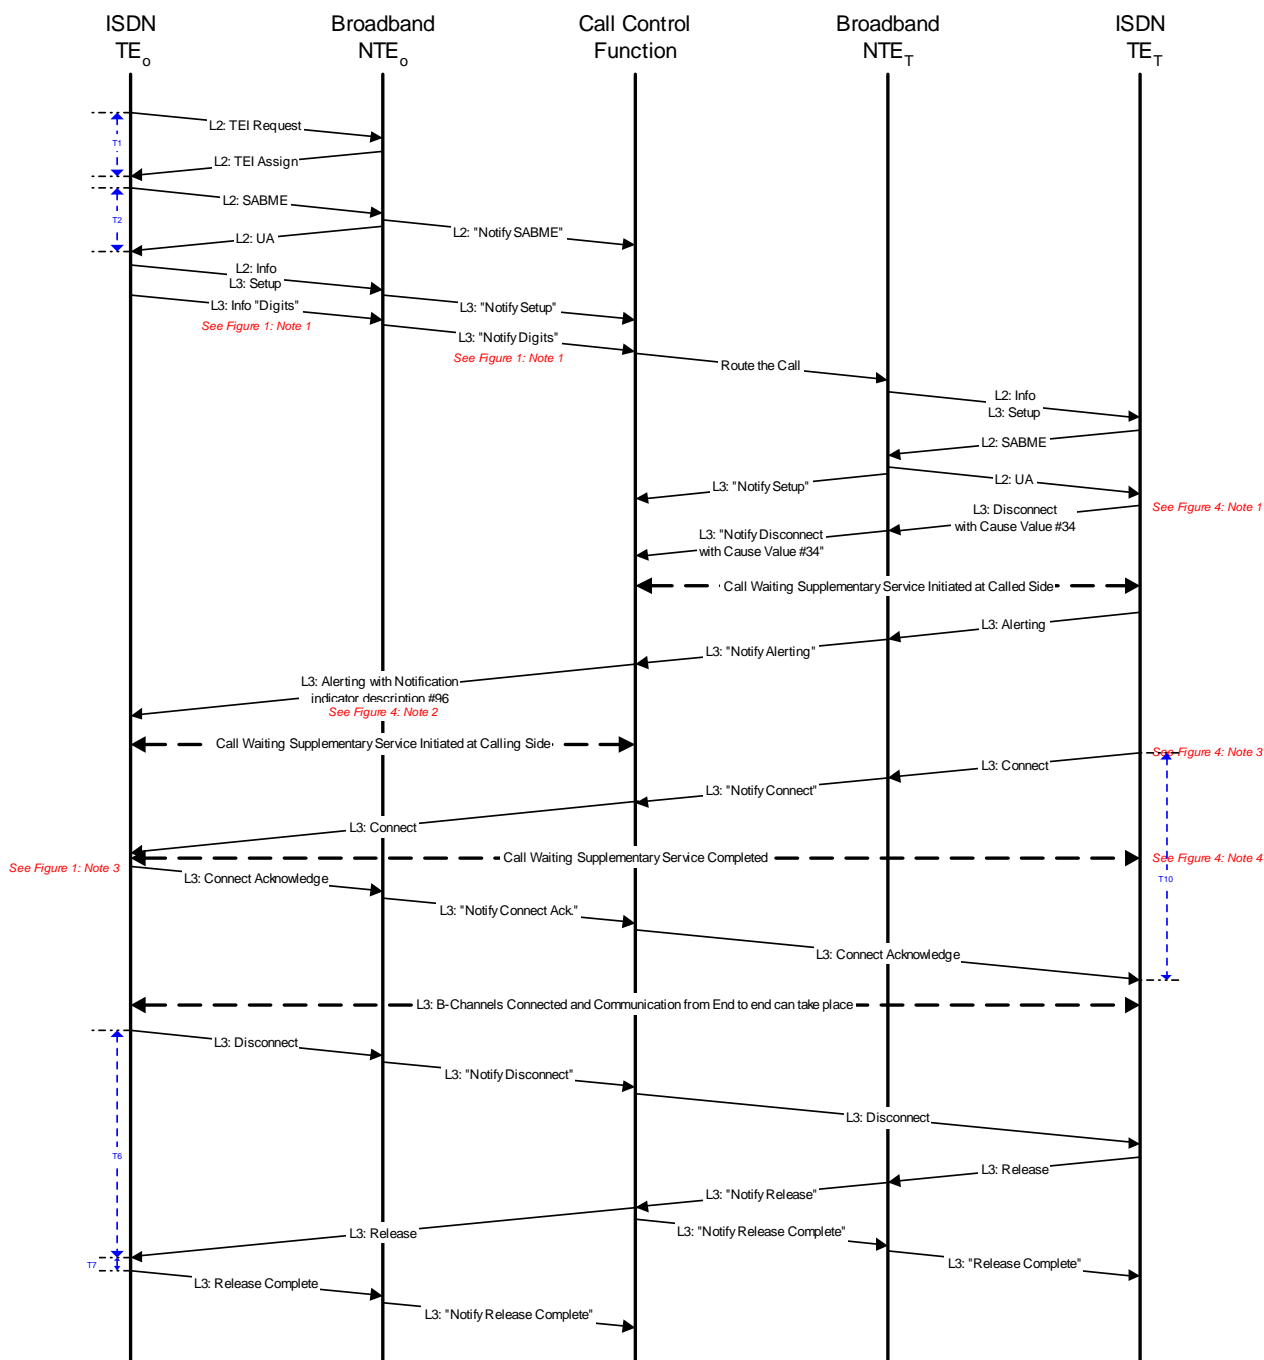 ISDN
TEo
Broadband
NTEo
Call Control
Function
Broadband
NTET
ISDN
TET
L2: TEI Request
T1
L2: TEI Assign
L2: SABME
T2
L2: UA
L2: "Notify SABME"
L2: Info
L3: Setup
L3: Info "Digits"
See Figure 1: Note 1
L3: "Notify Setup"
L3: "Notify Digits"
See Figure 1: Note 1
Route the Call
L2: Info
L3: Setup
L2: SABME
L2: UA
L3: "Notify Setup"
L3: Disconnect
with Cause Value #34
See Figure 4: Note 1
L3: "Notify Disconnect
with Cause Value #34"
Call Waiting Supplementary Service Initiated at Called Side
L3: Alerting
L3: "Notify Alerting"
L3: Alerting with Notification
indicator description #96
See Figure 4: Note 2
Call Waiting Supplementary Service Initiated at Calling Side
See Figure 4: Note 3
L3: Connect
L3: "Notify Connect"
L3: Connect
Call Waiting Supplementary Service Completed
See Figure 4: Note 4
See Figure 1: Note 3
L3: Connect Acknowledge
T10
L3: "Notify Connect Ack."
L3: Connect Acknowledge
L3: B-Channels Connected and Communication from End to end can take place
L3: Disconnect
L3: "Notify Disconnect"
L3: Disconnect
T6
L3: Release
L3: "Notify Release"
L3: Release
L3: "Notify Release Complete"
T7
L3: "Release Complete"
L3: Release Complete
L3: "Notify Release Complete"